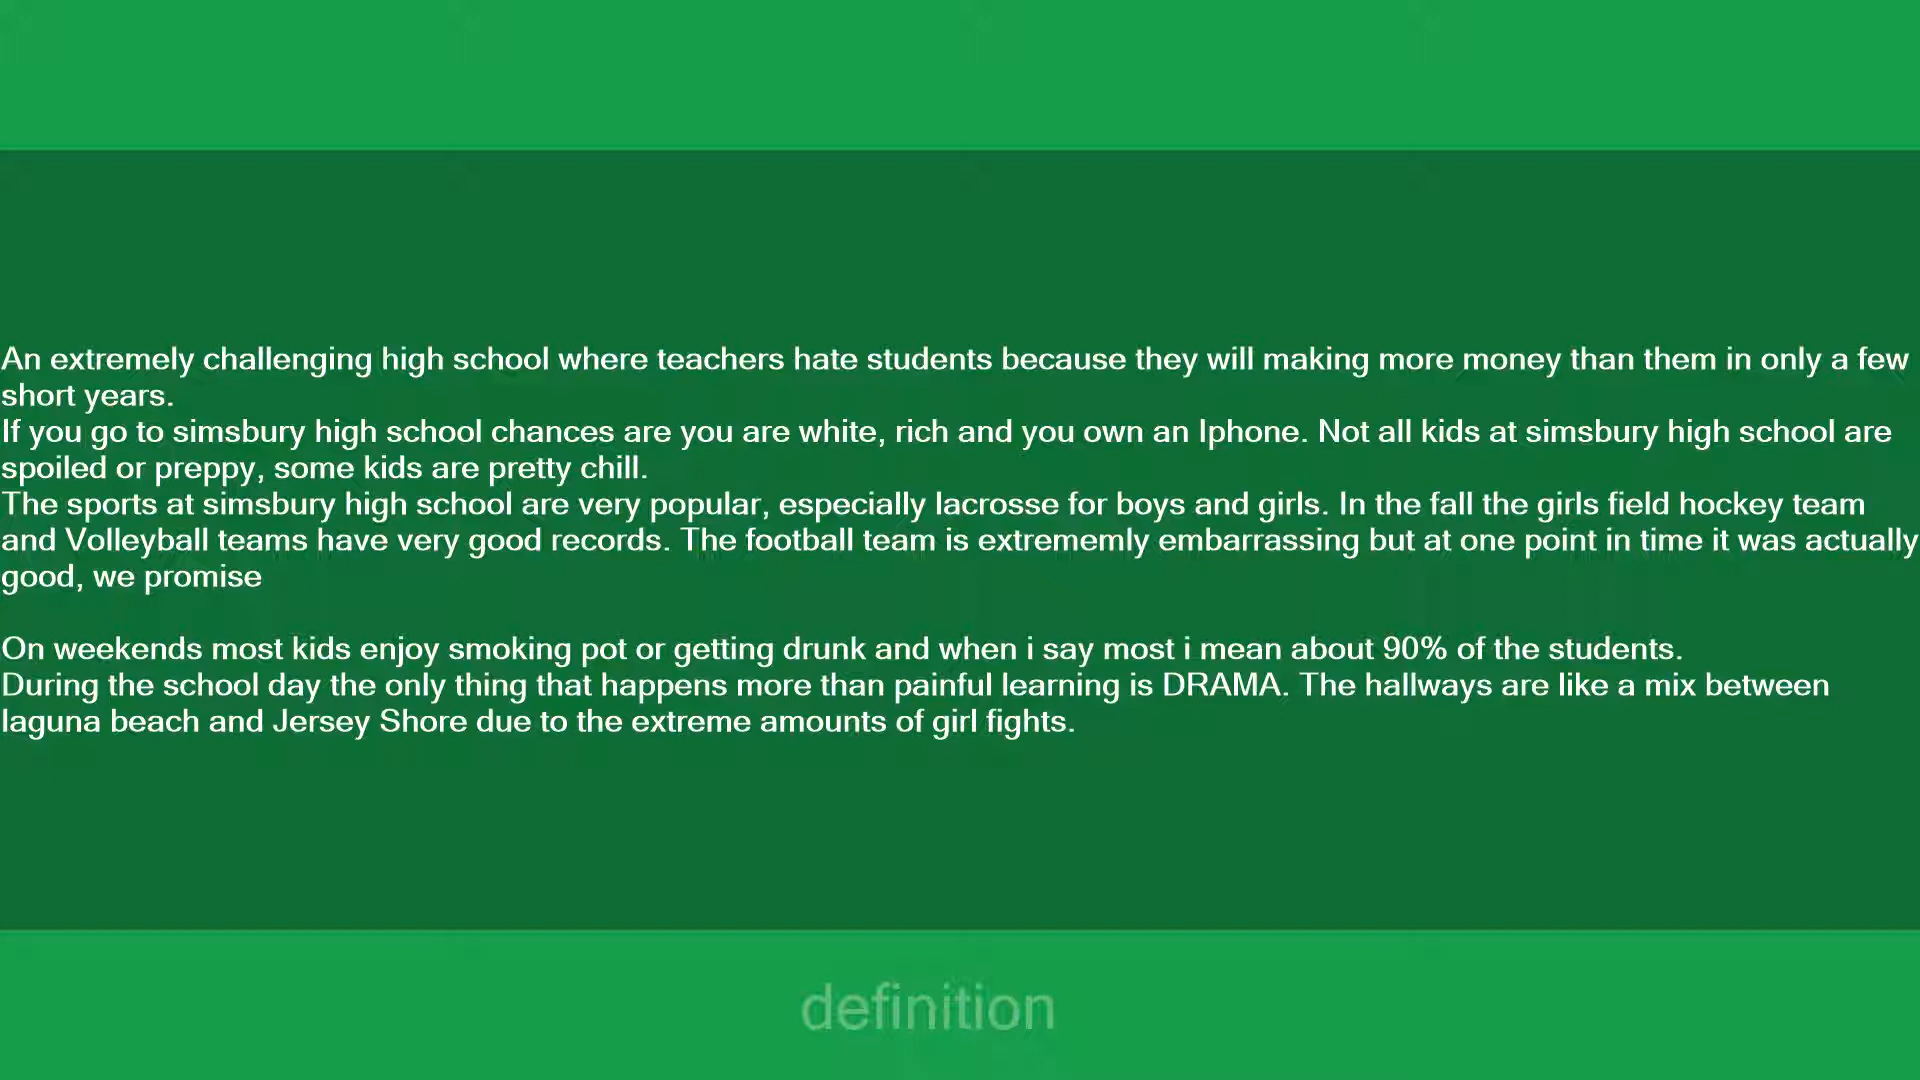 An extremely challenging high school where teachers hate students because they will making more money than them in only a few
short years.
If you go to simsbury high school chances are you are white, rich and you own an Iphone. Not all kids at simsbury high school are
spoiled or preppy, some kids are pretty chill.
The sports at simsbury high school are very popular, especially lacrosse for boys and girls. In the fall the girls field hockey team
and Volleyball teams have very good records. The football team is extrememly embarrassing but at one point in time it was actually
good, we promise
On weekends most kids enjoy smoking pot or getting drunk and when i say most i mean about 90% of the students.
During the school day the only thing that happens more than painful learning is DRAMA. The hallways are like a mix between
laguna beach and Jersey Shore due to the extreme amounts of girl fights.
definition